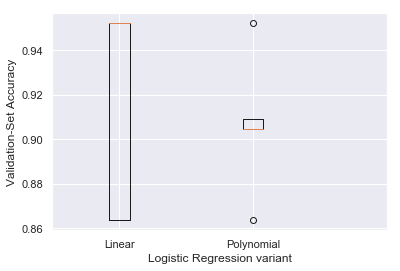 0.94
0.92
0.90
0.88
0.86
Validation-Set Accuracy
Linear
Polynomial
Logistic Regression variant